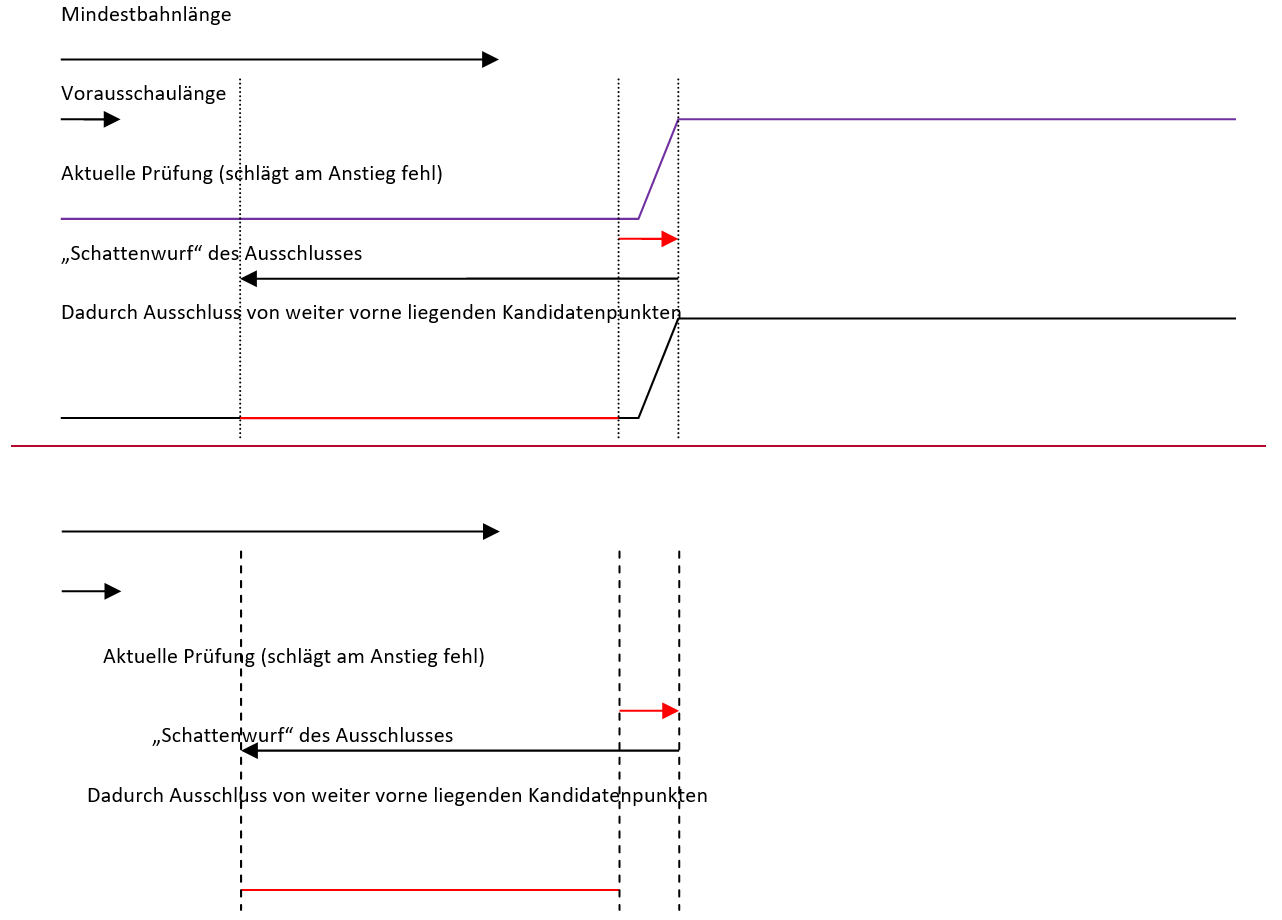 Mindestbahnlänge
Vorausschaulänge
Aktuelle Prüfung (schlägt am Anstieg fehl)
„Schattenwurf“ des Ausschlusses
Dadurch Ausschluss von weiter vorne liegenden Kandidatenpunkten
Aktuelle Prüfung (schlägt am Anstieg fehl)
„Schattenwurf“ des Ausschlusses
Dadurch Ausschluss von weiter vorne liegenden Kandidatenpunkten